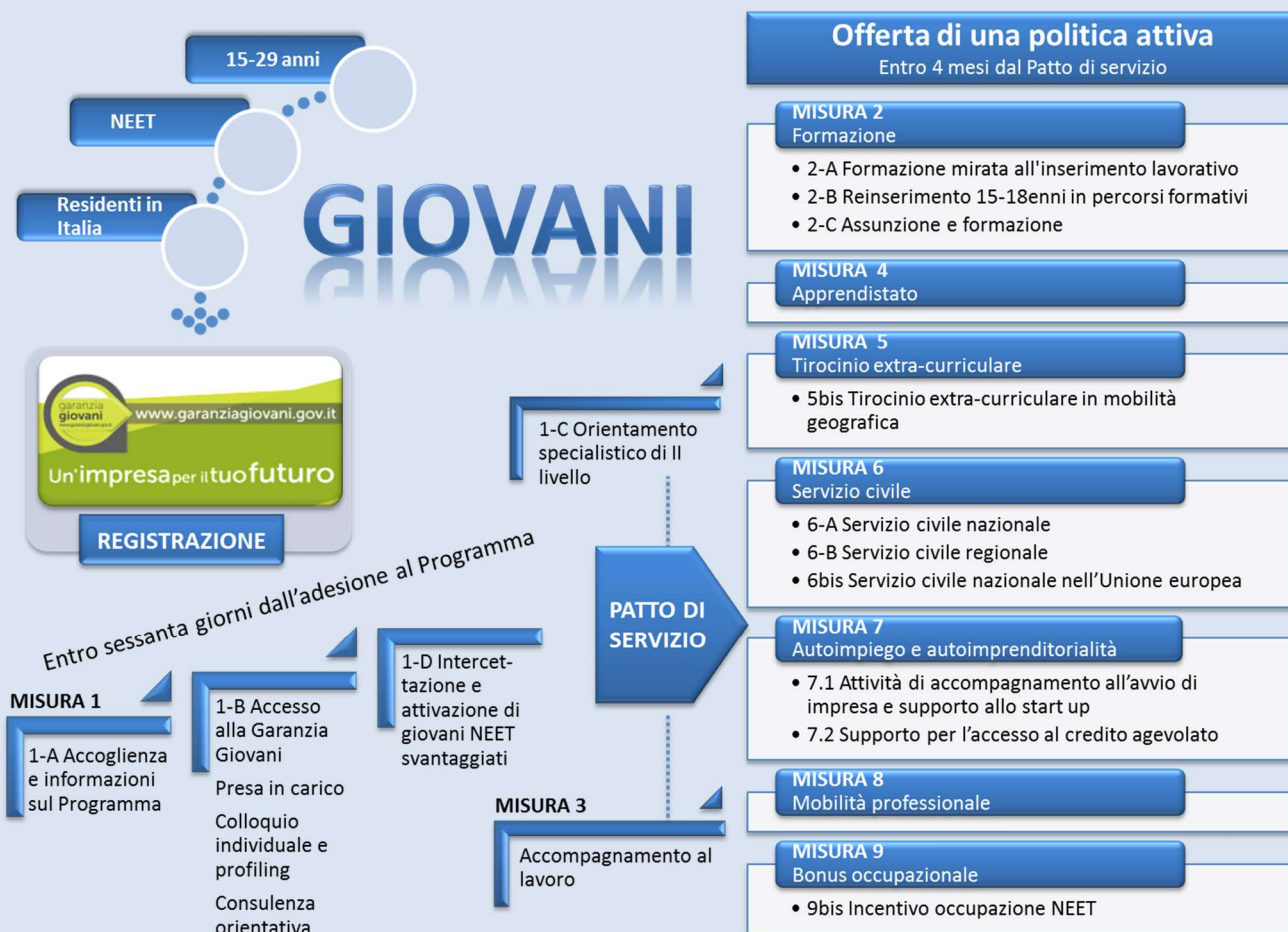 15-29 anni
NEET
Residenti in
Italia
GIOVANI
garanzia
giovani
www.garanziagiovani.gov.it
Un'impresa per il tuo futuro
REGISTRAZIONE
Entro sessanta giorni dall'adesione al Programma
MISURA 1
1-A Accoglienza
e informazioni
sul Programma
1-B Accesso
alla Garanzia
Giovani
Presa in carico
Colloquio
individuale e
profiling
Consulenza
orientativa
1-D Intercet-
tazione e
attivazione di
giovani NEET
svantaggiati
1-C Orientamento
specialistico di II
livello
PATTO DI
SERVIZIO
MISURA 3
Accompagnamento al
lavoro
Offerta di una politica attiva
Entro 4 mesi dal Patto di servizio
MISURA 2
Formazione
• 2-A Formazione mirata all'inserimento lavorativo
• 2-B Reinserimento 15-18enni in percorsi formativi
• 2-C Assunzione e formazione
MISURA 4
Apprendistato
MISURA 5
Tirocinio extra-curriculare
• 5bis Tirocinio extra-curriculare in mobilità
geografica
MISURA 6
Servizio civile
• 6-A Servizio civile nazionale
• 6-B Servizio civile regionale
• 6bis Servizio civile nazionale nell'Unione europea
MISURA 7
Autoimpiego e autoimprenditorialità
• 7.1 Attività di accompagnamento all'avvio di
impresa e supporto allo start up
• 7.2 Supporto per l'accesso al credito agevolato
MISURA 8
Mobilità professionale
MISURA 9
Bonus occupazionale
• 9bis Incentivo occupazione NEET